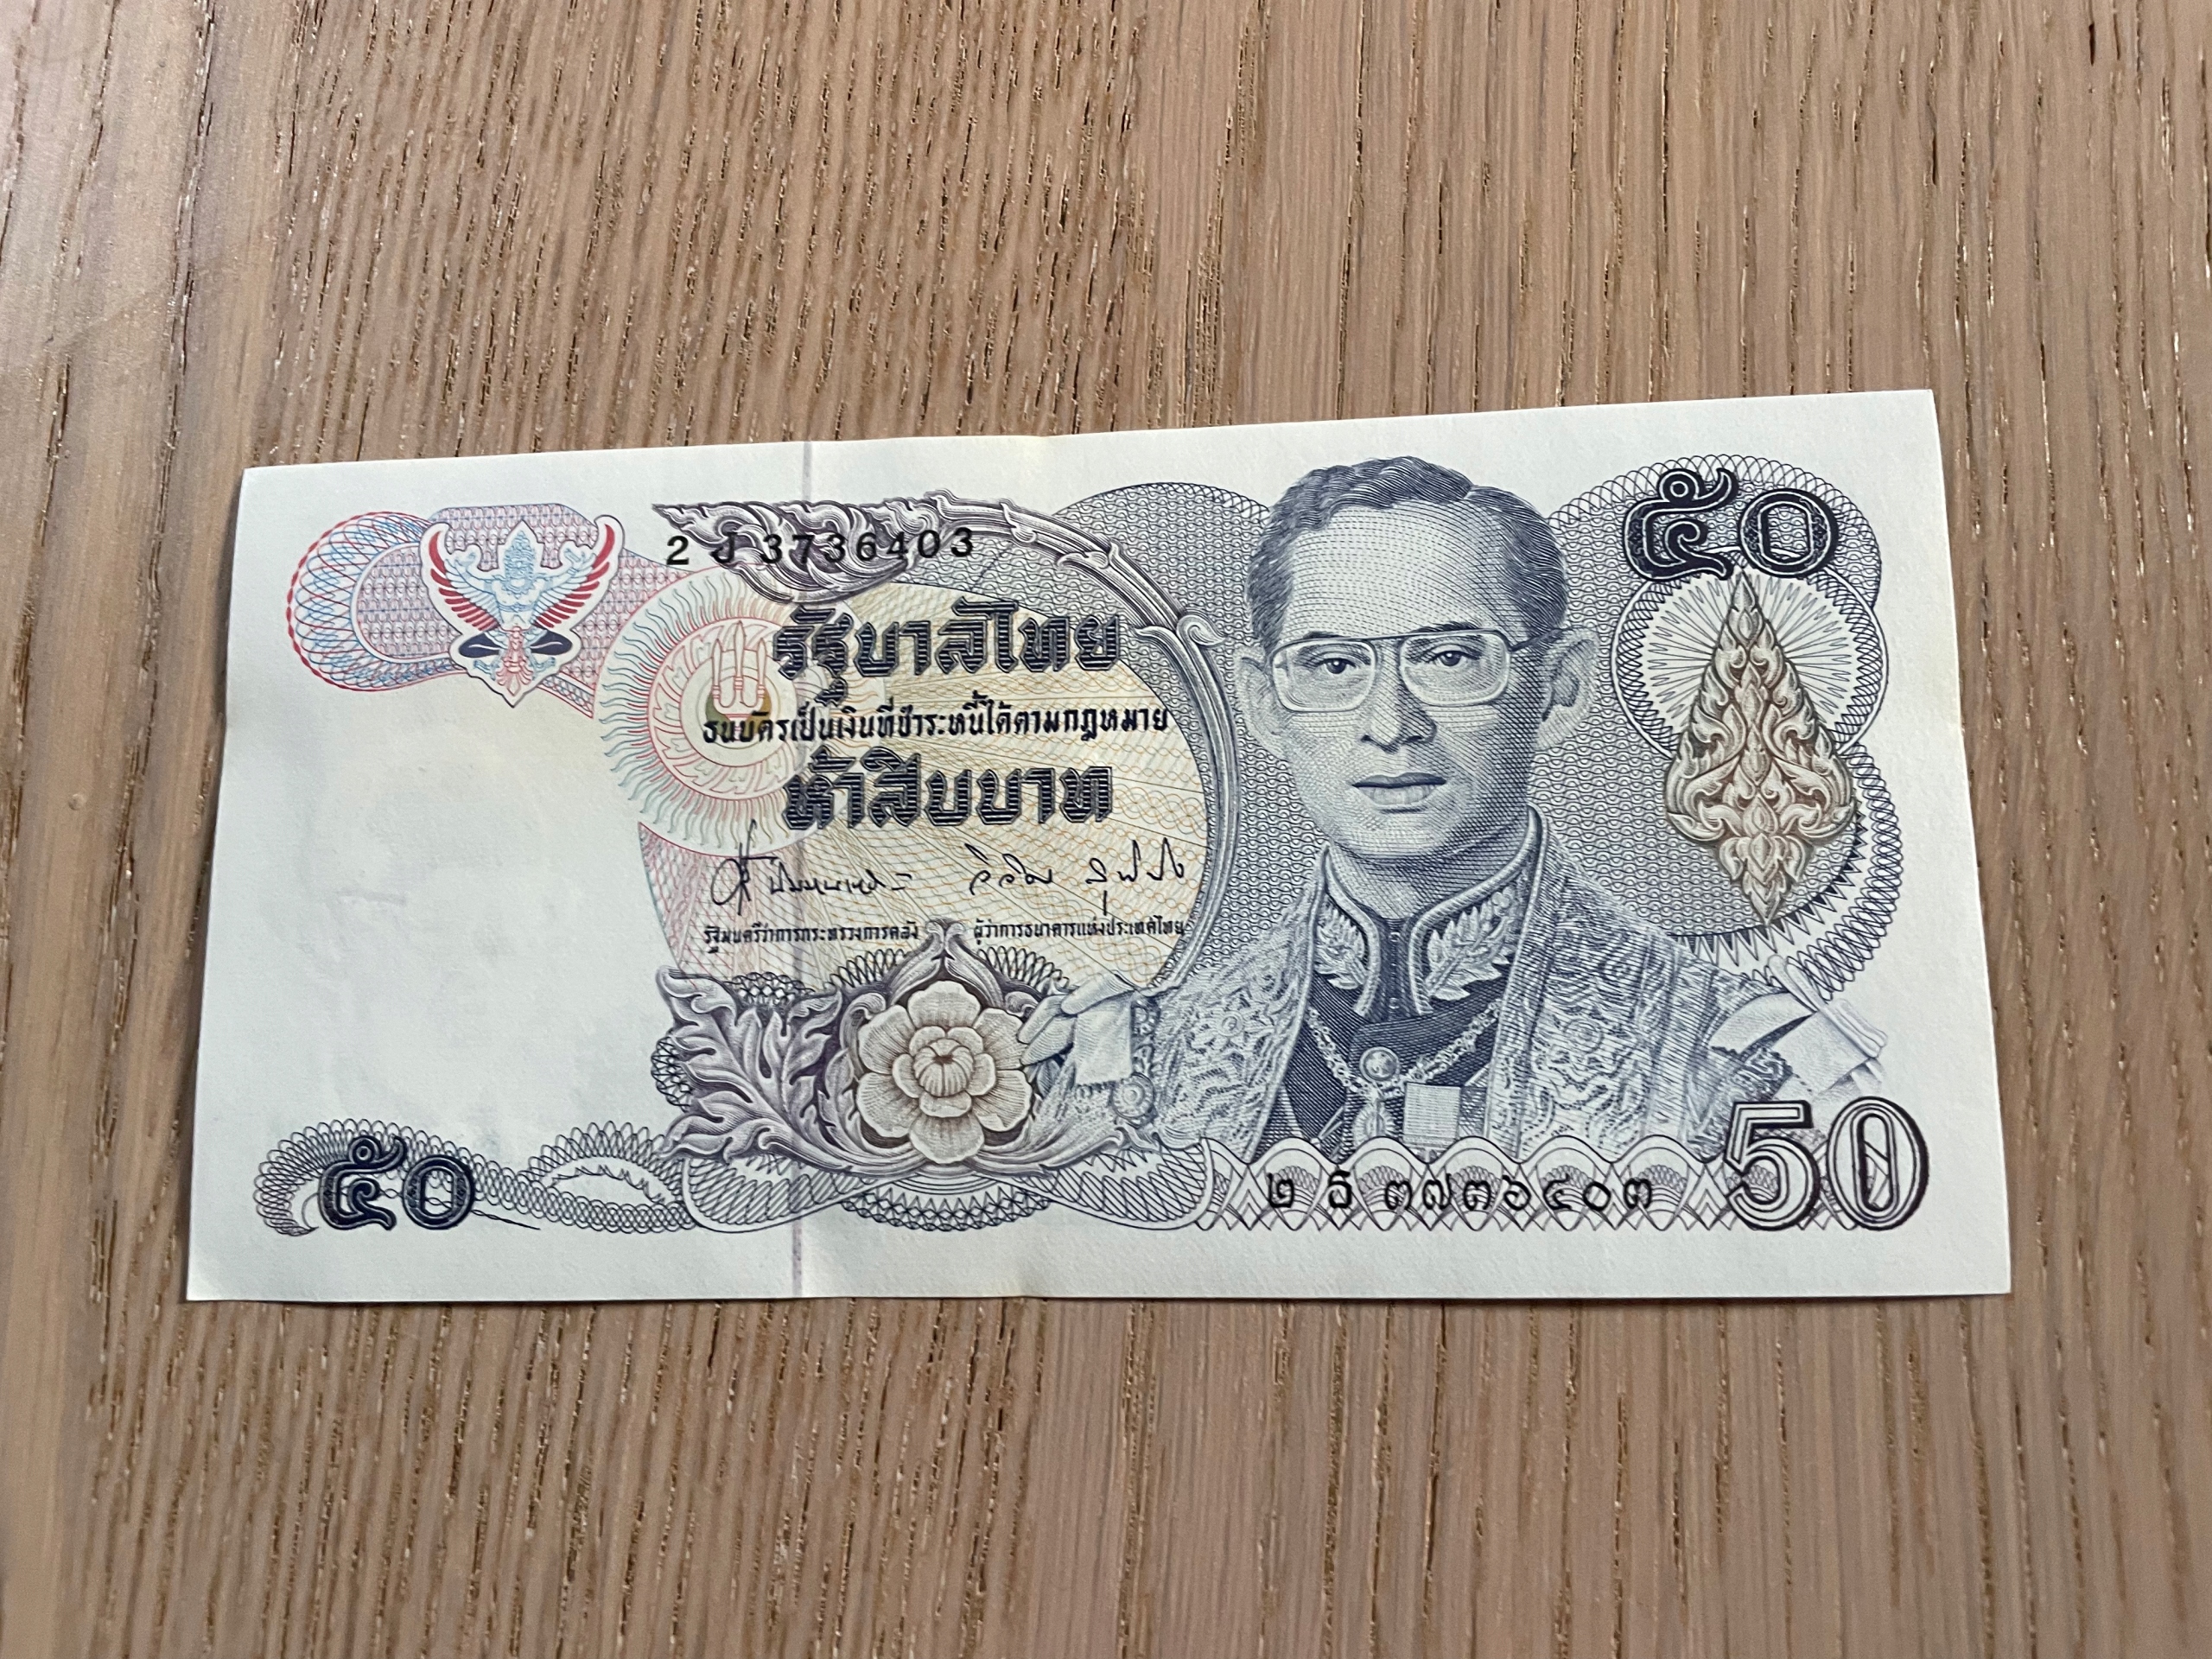 2 J 3736403
๕๐
รัฐบาลไทย
ธนบัตรเป็นเงินที่ชำระหนี้ได้ตามกฎหมาย
ห้าสิบบาท
รัฐมนตรีว่าการกระทรวงการคลัง
ผู้ว่าการธนาคารแห่งประเทศไทย
๕๐
๒ ธ ๓๗๓๖๔๐๓
50